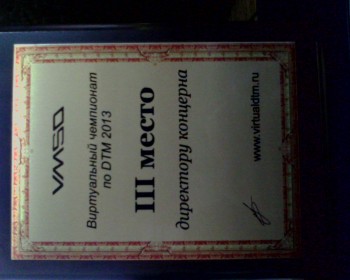 VMSD
Виртуальный чемпионат
по DTM 2013
III место
директору концерна
www.virtualdtm.ru